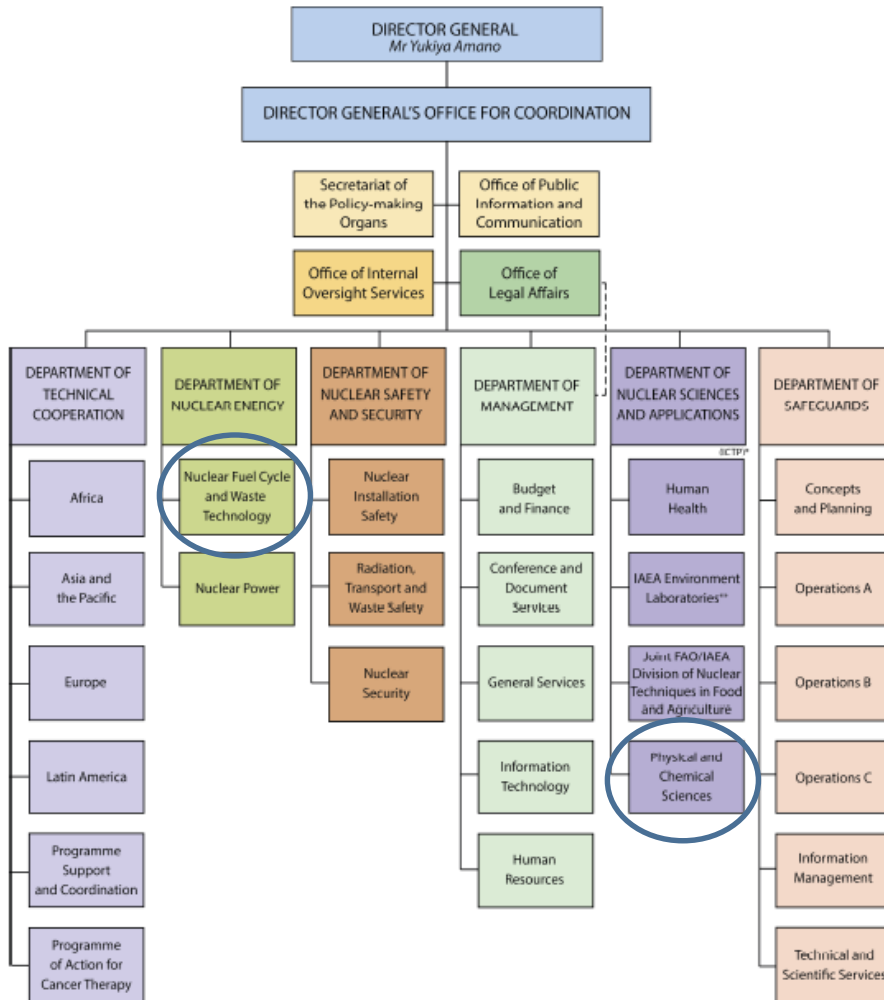 DIRECTOR GENERAL
Mr Yukiya Amano
DIRECTOR GENERAL'S OFFICE FOR COORDINATION
Secretariat of
the Policy-making
Organs
Office of Public
Information and
Communication
Office of Internal
Oversight Services
Office of
Legal Affairs
DEPARTMENT OF
TECHNICAL
COOPERATION
DEPARTMENT OF
NUCLEAR ENERGY
DEPARTMENT OF
NUCLEAR SAFETY
AND SECURITY
DEPARTMENT OF
MANAGEMENT
DEPARTMENT OF
NUCLEAR SCIENCES
AND APPLICATIONS
DEPARTMENT OF
SAFEGUARDS
(ICTP)*
Africa
Nuclear Fuel Cycle
and Waste
Technology
Nuclear
Installation
Safety
Budget
and Finance
Human
Health
Concepts
and Planning
Asia and
the Pacific
Nuclear Power
Radiation,
Transport and
Waste Safety
Conference and
Document
Services
IAEA Environment
Laboratories**
Operations A
Europe
Nuclear
Security
General Services
Joint FAO/IAEA
Division of Nuclear
Techniques in Food
and Agriculture
Operations B
Latin America
Information
Technology
Physical and
Chemical
Sciences
Operations C
Programme
Support
and Coordination
Human
Resources
Information
Management
Programme
of Action for
Cancer Therapy
Technical and
Scientific Services